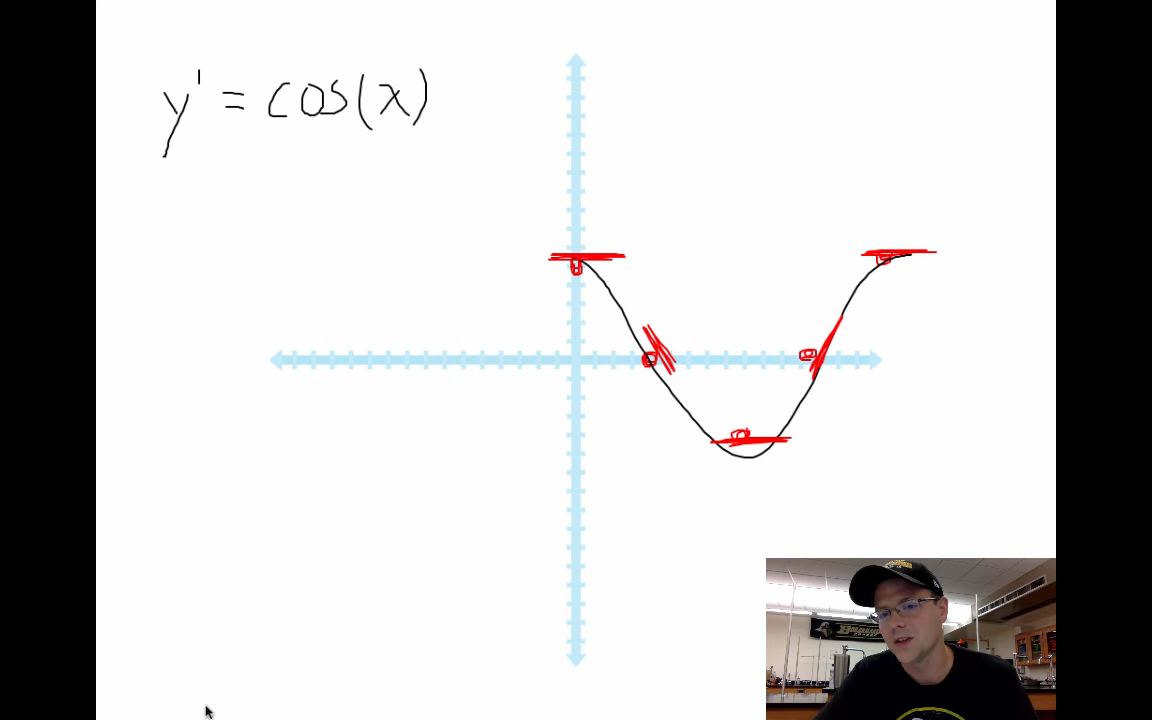 y' = cos(x)